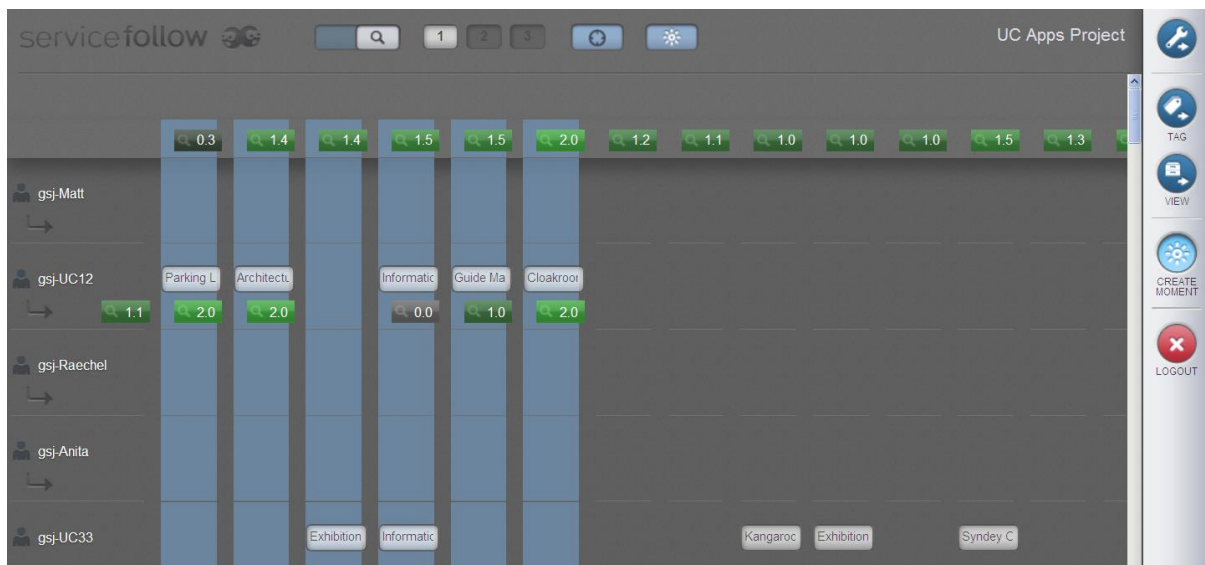 servicefollow
1 2 3
UC Apps Project
0.3 1.4 1.4 1.5 1.5 2.0 1.2 1.1 1.0 1.0 1.0 1.5 1.3
TAG
gsj-Matt
VIEW
gsj-UC12 Parking L Architectu Informatic Guide Ma Cloakroor
CREATE
MOMENT
1.1 2.0 2.0 0.0 1.0 2.0
gsj-Raechel
LOGOUT
gsj-Anita
gsj-UC33 Exhibition Informatic Kangaroc Exhibition Syndey C